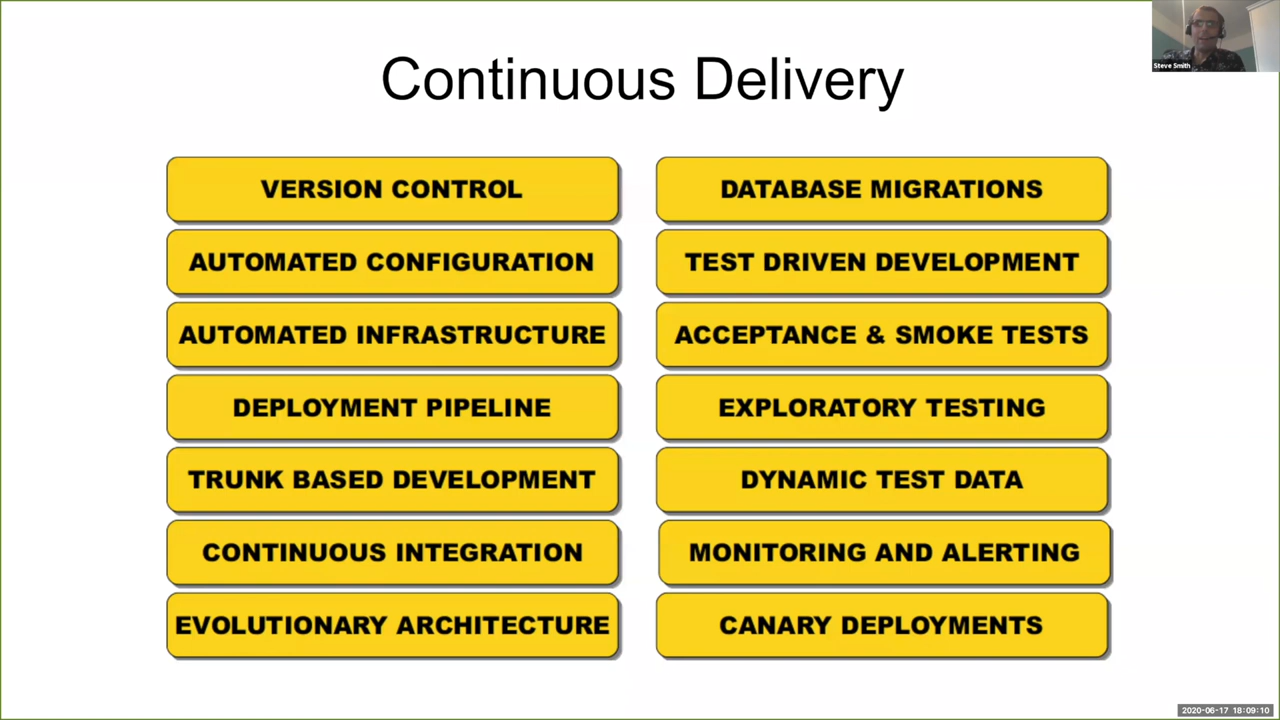 Continuous Delivery
Steve Smith
VERSION CONTROL
AUTOMATED CONFIGURATION
AUTOMATED INFRASTRUCTURE
DEPLOYMENT PIPELINE
TRUNK BASED DEVELOPMENT
CONTINUOUS INTEGRATION
EVOLUTIONARY ARCHITECTURE
DATABASE MIGRATIONS
TEST DRIVEN DEVELOPMENT
ACCEPTANCE & SMOKE TESTS
EXPLORATORY TESTING
DYNAMIC TEST DATA
MONITORING AND ALERTING
CANARY DEPLOYMENTS
2020-06-17 18:09:10